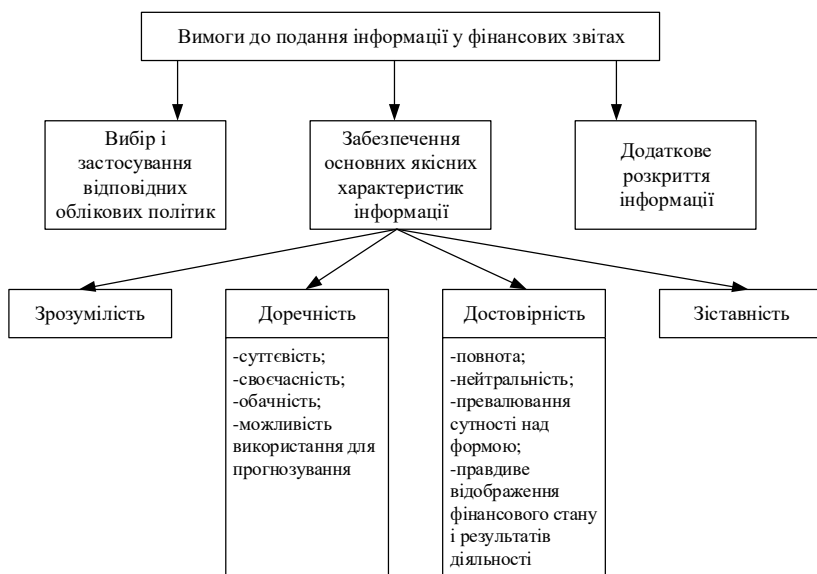 Вимоги до подання інформації у фінансових звітах
Вибір і
застосування
відповідних
облікових політик
Забезпечення
основних якісних
характеристик
інформації
Додаткове
розкриття
інформації
Зрозумілість
Доречність
-суттєвість;
-своєчасність;
-обачність;
-можливість
використання для
прогнозування
Достовірність
-повнота;
-нейтральність;
-превалювання
сутності над
формою;
-правдиве
відображення
фінансового стану
і результатів
діяльності
Зіставність